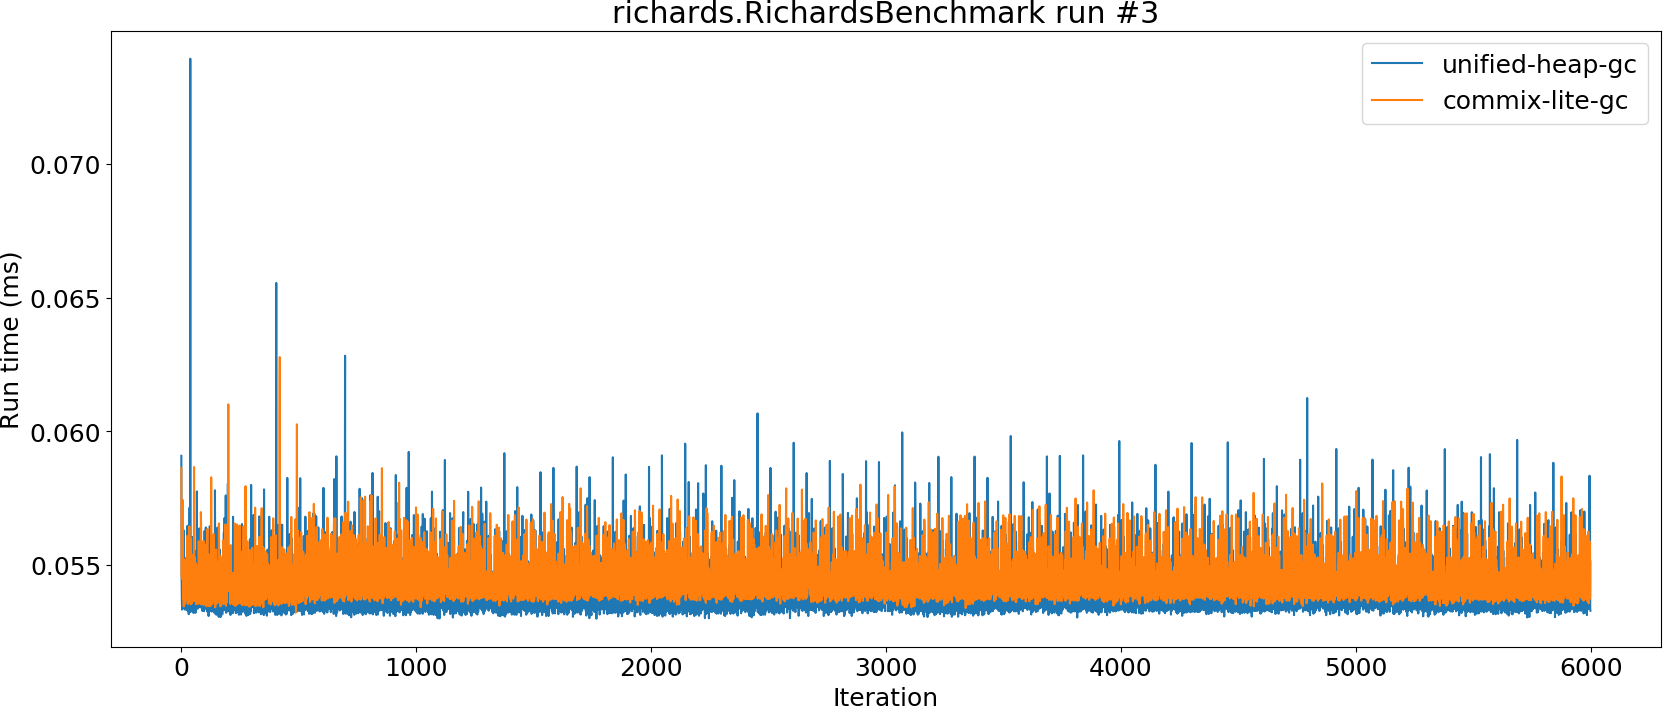 richards.RichardsBenchmark run #3
unified-heap-gc
commix-lite-gc
Run time (ms)
0.070
0.065
0.060
0.055
0 1000 2000 3000 4000 5000 6000
Iteration